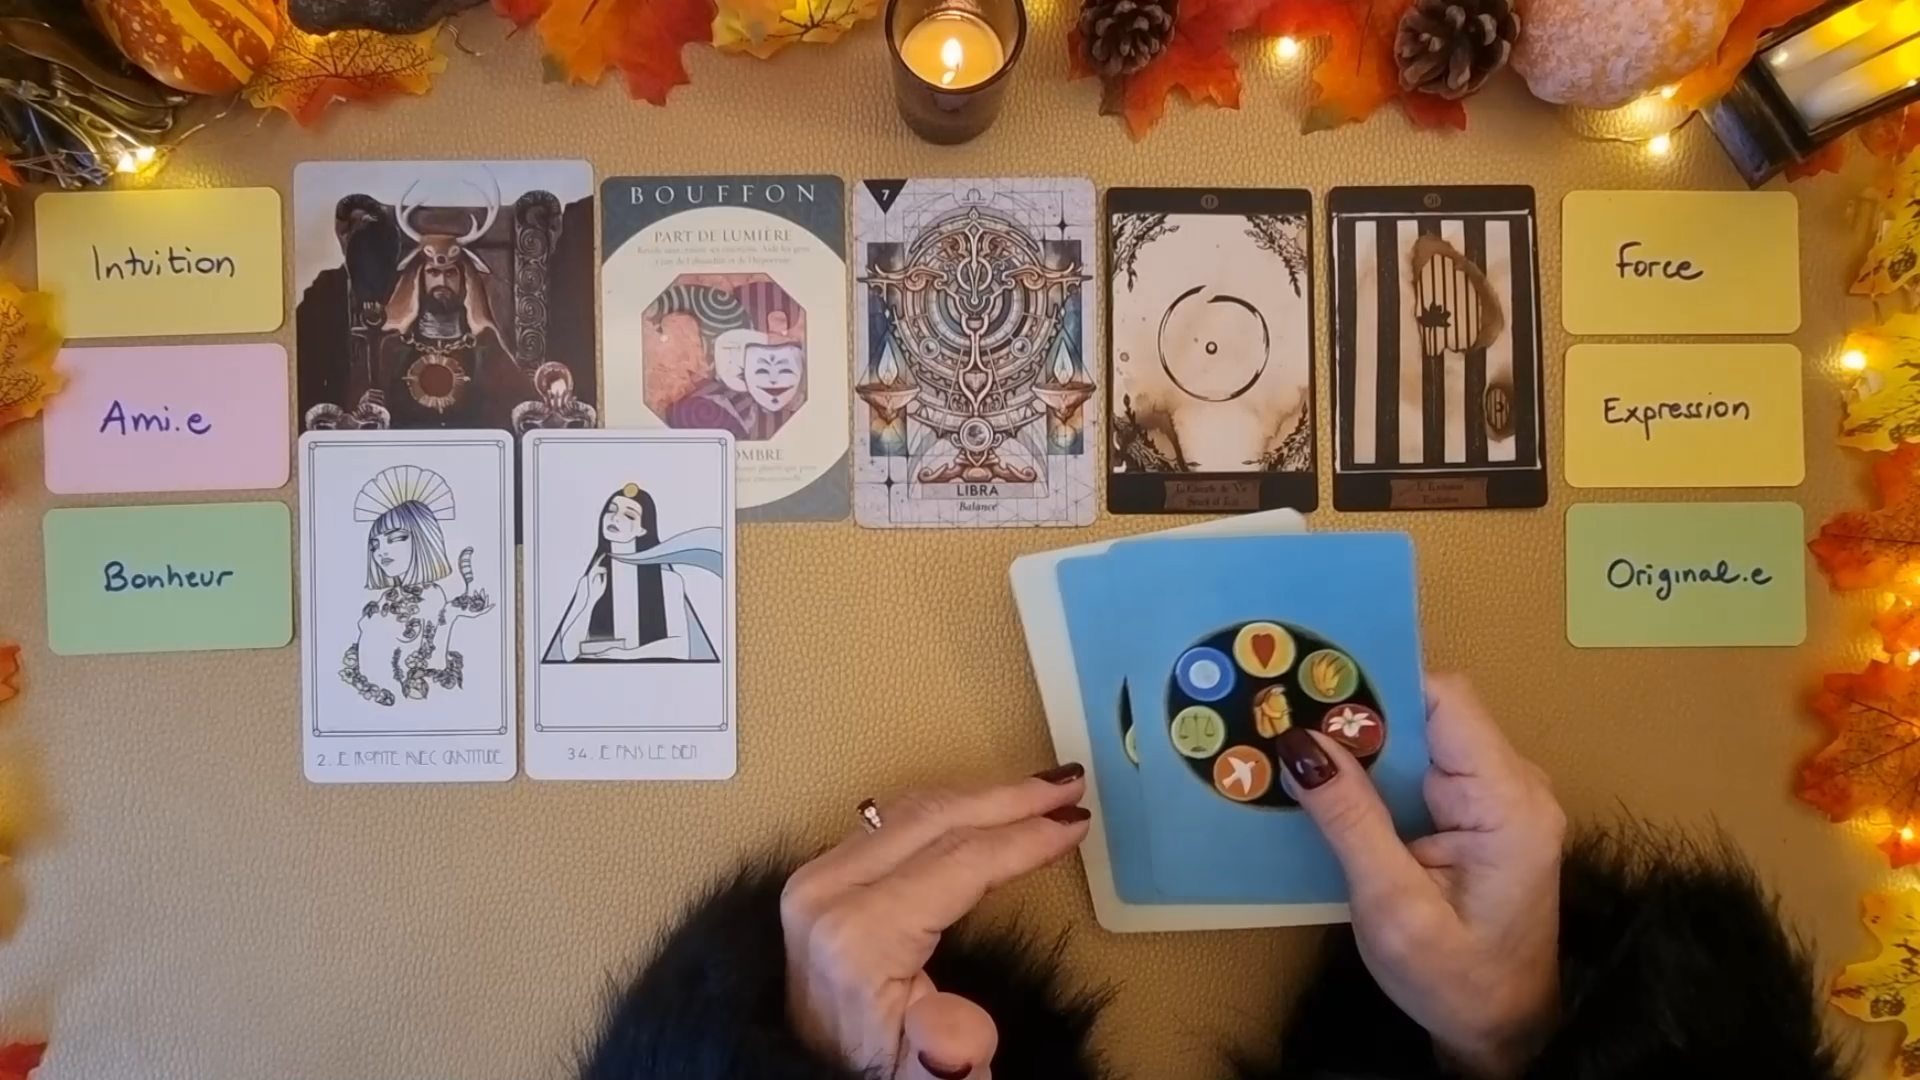 Intuition
Ami.e
Bonheur
BOUFFON
PART DE LUMIÈRE
OMBRE
7
LIBRA
Balance
Force
Expression
Original.e
2. JE PROFITE AVEC GRATITUDE
34. JE FAIS LE BIEN